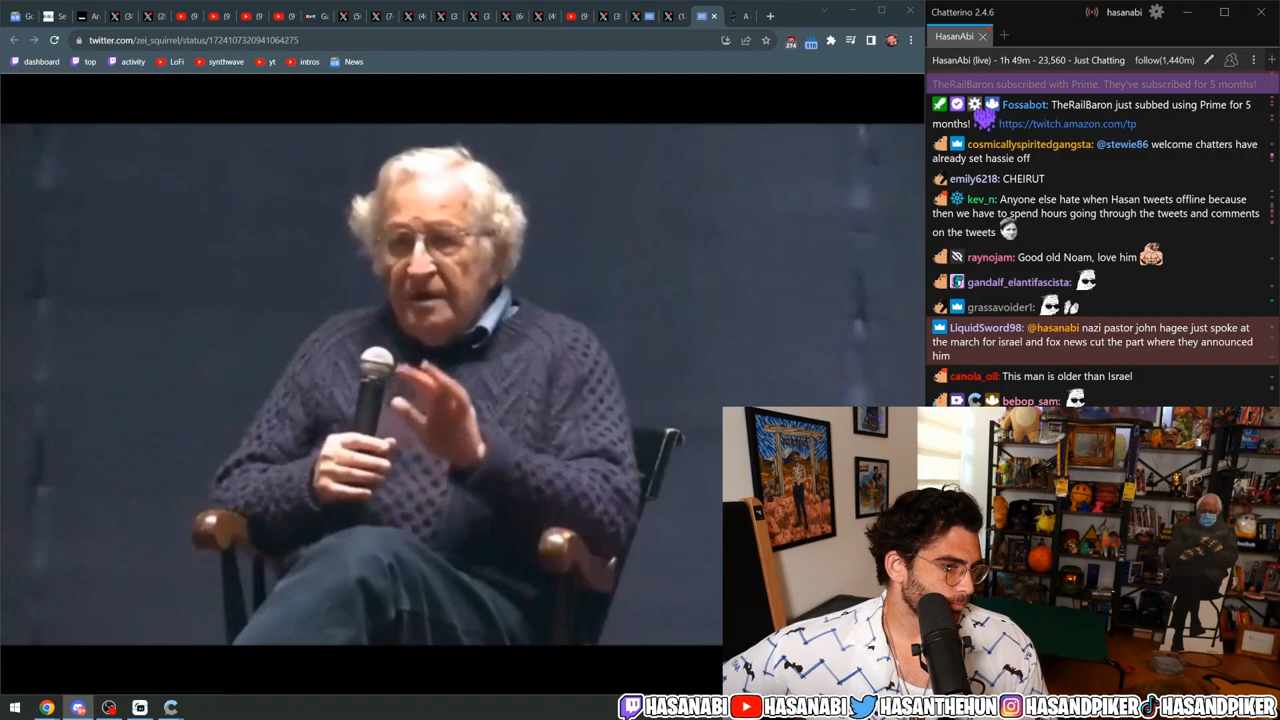 Chatterino 2.4.6
hasanabi
twitter.com/zei_squirrel/status/1724107320941064275
HasanAbi
dashboard
top
activity
LoFi
synthwave
yt
intros
News
274
110
HasanAbi (live) - 1h 49m - 23,560 - Just Chatting
follow(1,440m)
TheRailBaron subscribed with Prime. They've subscribed for 5 months!
Fossabot: TheRailBaron just subbed using Prime for 5
months! https://twitch.amazon.com/tp
cosmicallyspiritedgangsta: @stewie86 welcome chatters have
already set hassie off
emily6218: CHEIRUT
kev_n: Anyone else hate when Hasan tweets offline because
then we have to spend hours going through the tweets and comments
on the tweets
raynojam: Good old Noam, love him
gandalf_elantifascista:
grassavoider1:
LiquidSword98: @hasanabi nazi pastor john hagee just spoke at
the march for israel and fox news cut the part where they announced
him
canola_oil: This man is older than Israel
bebop_sam:
HASANABI HASANABI HASANTHEHUN HASANDPIKER HASANDPIKER